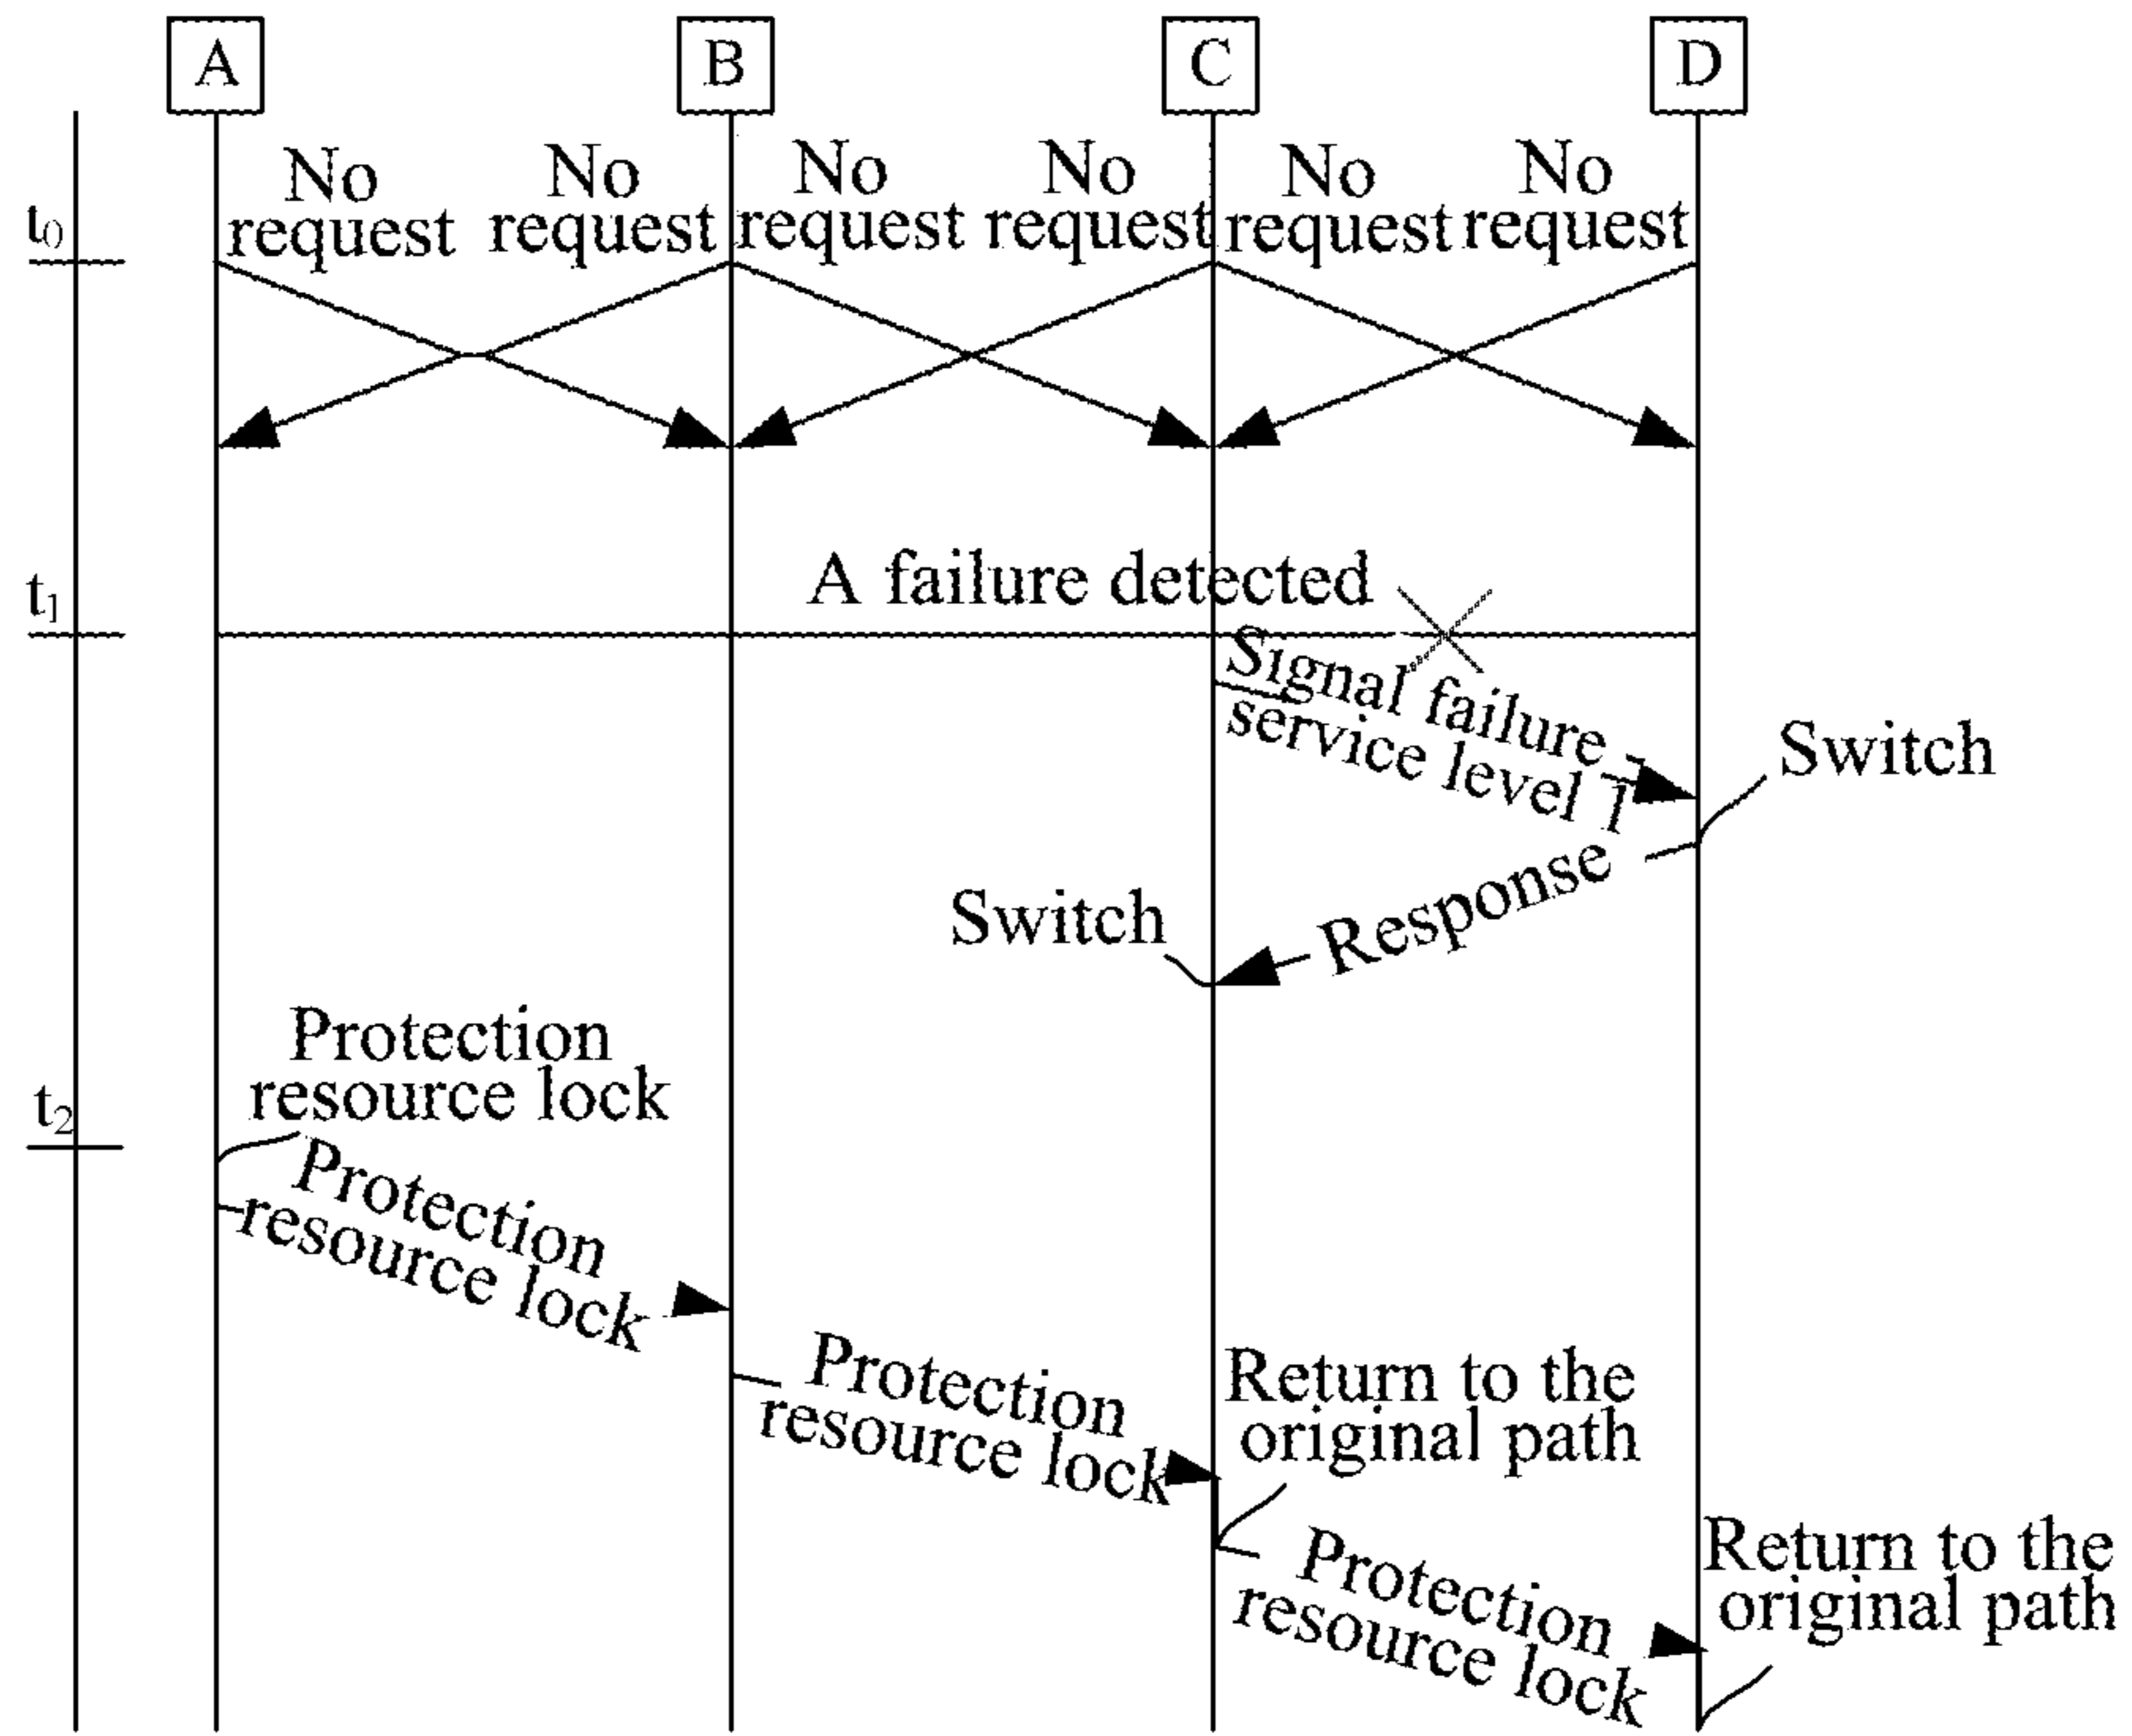 A B C D
No No No No No No
request request request request request request
t0
A failure detected
t1
Signal failure
service level 1
Switch
Response
Switch
Protection
resource lock
t2
Protection
resource lock
Protection
resource lock
Return to the
original path
Protection
resource lock
Return to the
original path